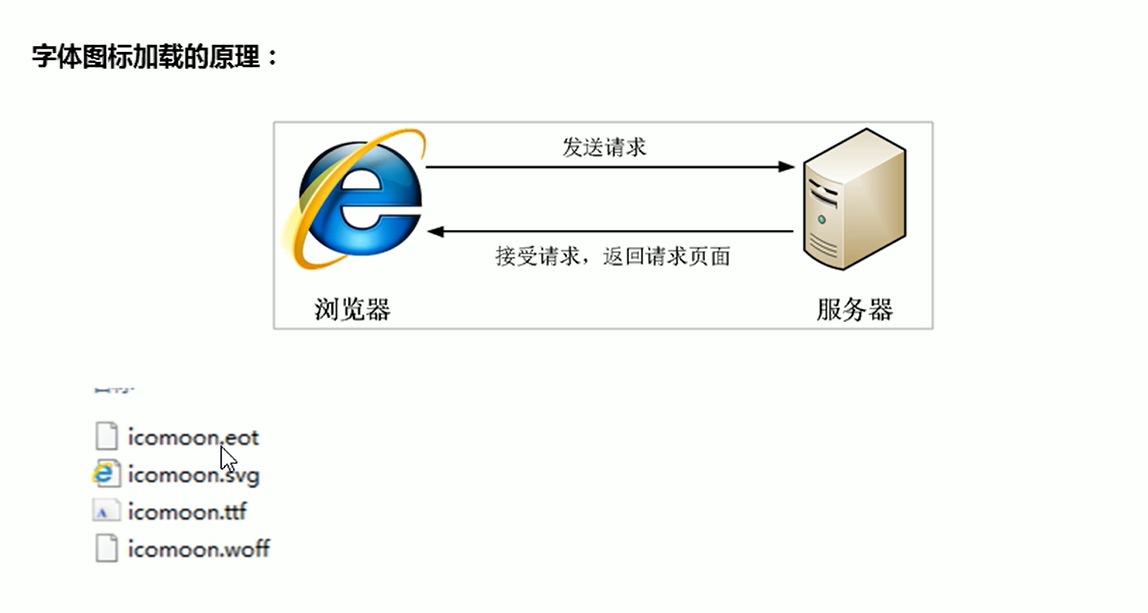 字体图标加载的原理：
发送请求
接受请求，返回请求页面
浏览器
服务器
icomoon.eot
icomoon.svg
icomoon.ttf
icomoon.woff